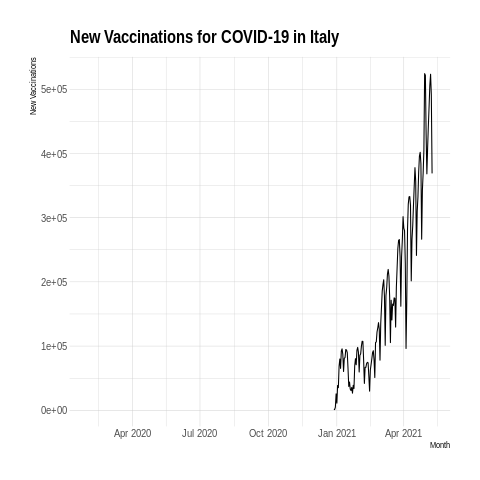 New Vaccinations for COVID-19 in Italy
New Vaccinations
5e+05
4e+05
3e+05
2e+05
1e+05
0e+00
Apr 2020 Jul 2020 Oct 2020 Jan 2021 Apr 2021
Month